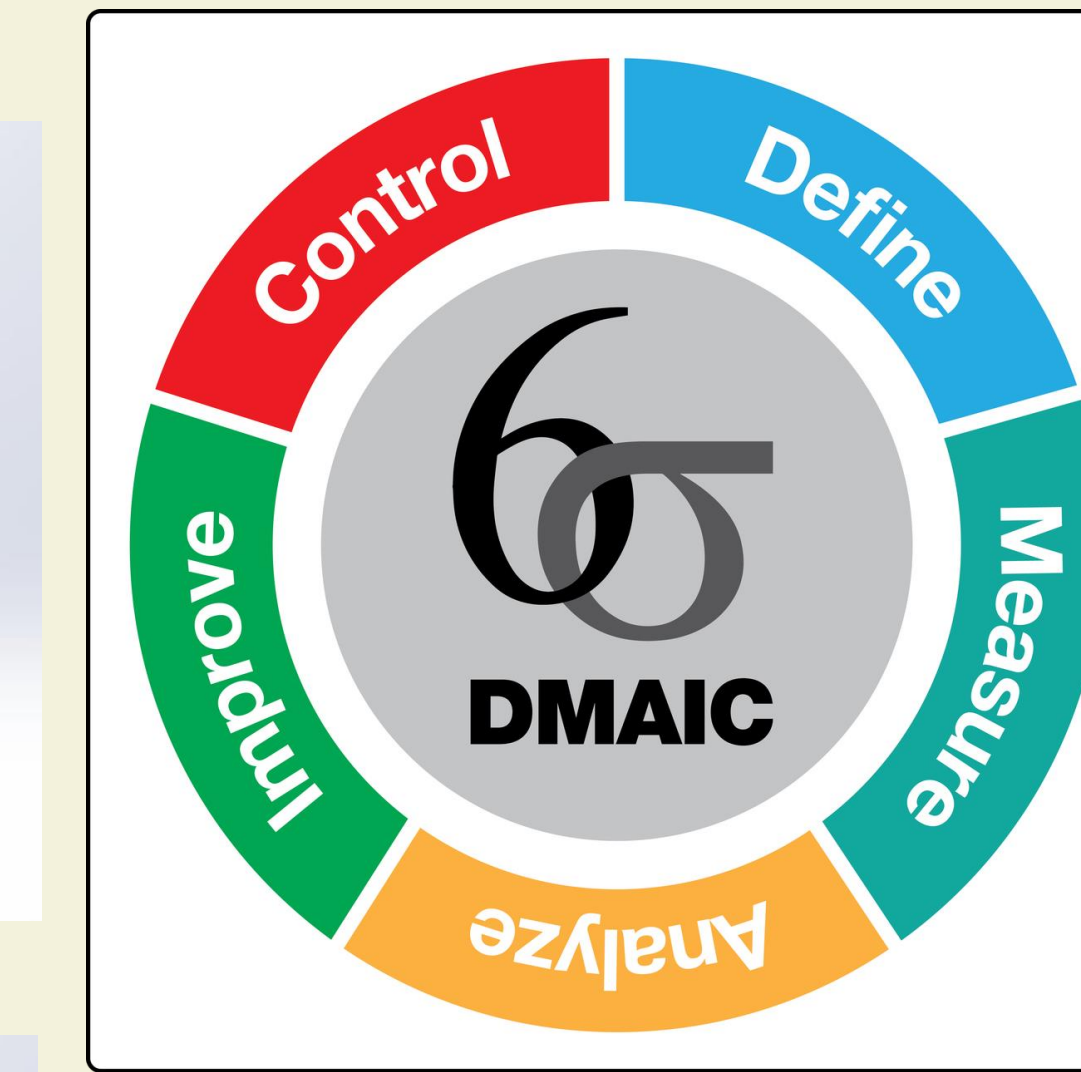 Define
Measure
Analyze
Improve
Control
6σ
DMAIC